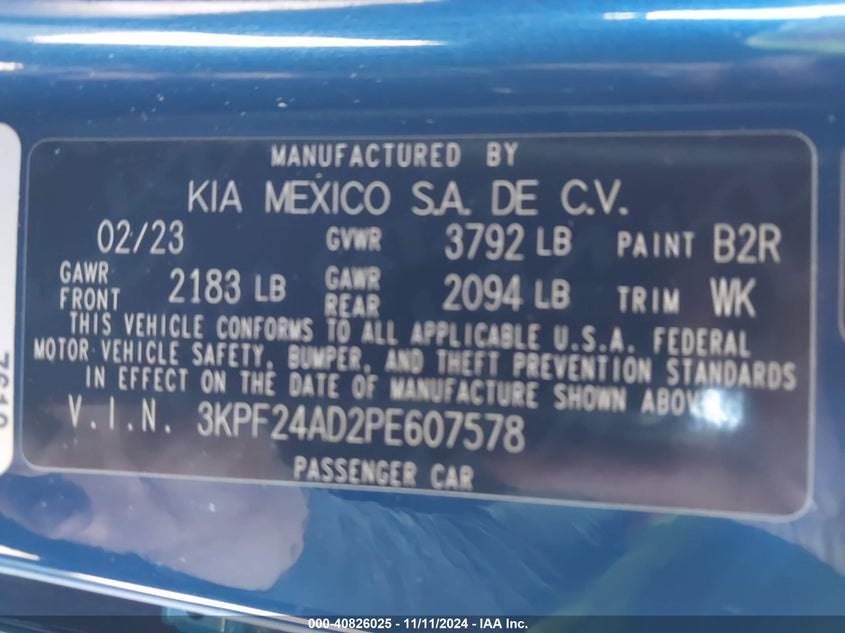 MANUFACTURED BY
KIA MEXICO S.A. DE C.V.
02/23 GVWR 3792 LB PAINT B2R
GAWR FRONT 2183 LB GAWR REAR 2094 LB TRIM WK
THIS VEHICLE CONFORMS TO ALL APPLICABLE U.S.A. FEDERAL
MOTOR VEHICLE SAFETY, BUMPER, AND THEFT PREVENTION STANDARDS
IN EFFECT ON THE DATE OF MANUFACTURE SHOWN ABOVE.
V.I.N. 3KPF24AD2PE607578
PASSENGER CAR
000-40826025 - 11/11/2024 - IAA Inc.